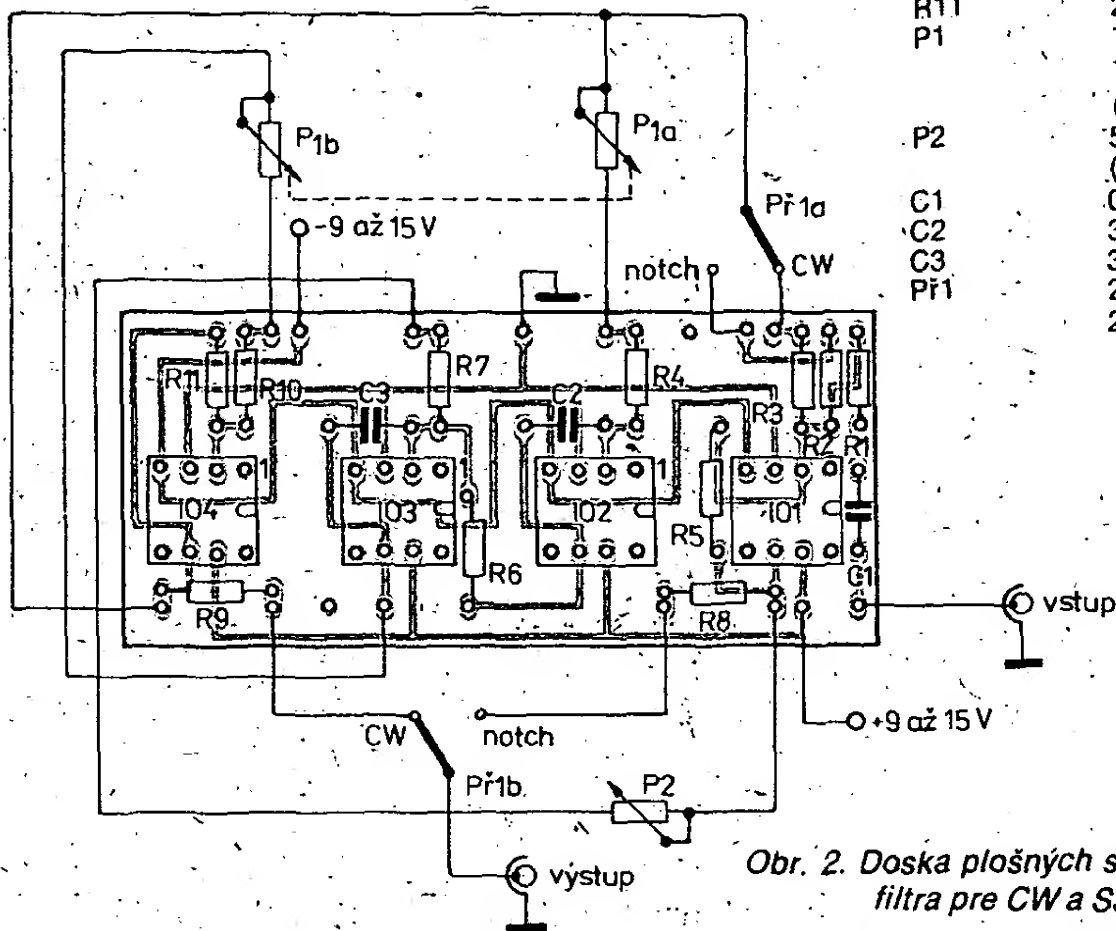 R11
P1
P2
C1
C2
C3
Př1
P1b
P1a
-9 až 15 V
Př1a
notch
CW
R11
R10
C3
R7
C2
R4
R3
R2
R1
1
1
1
IO4
IO3
IO2
IO1
R6
R5
C1
R9
R8
vstup
CW
notch
+9 až 15 V
Př1b
P2
výstup
Obr. 2. Doska plošných
filtra pre CW a